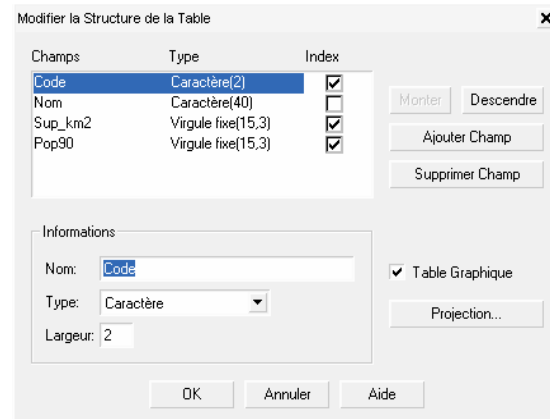 Modifier la Structure de la Table
Champs Type Index
Code Caractère(2)
Nom Caractère(40)
Sup_km2 Virgule fixe(15,3)
Pop90 Virgule fixe(15,3)
Monter Descendre
Ajouter Champ
Supprimer Champ
Informations
Nom: Code
Type: Caractère
Largeur: 2
Table Graphique
Projection...
OK Annuler Aide